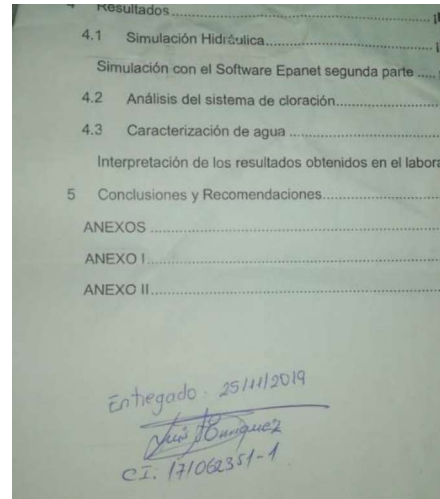 4 Resultados
4.1 Simulación Hidráulica
Simulación con el Software Epanet segunda parte
4.2 Análisis del sistema de cloración
4.3 Caracterización de agua
Interpretación de los resultados obtenidos en el labora
5 Conclusiones y Recomendaciones
ANEXOS
ANEXO I
ANEXO II
Entregado. 25/11/2019
Luis
CI: 171062351-1